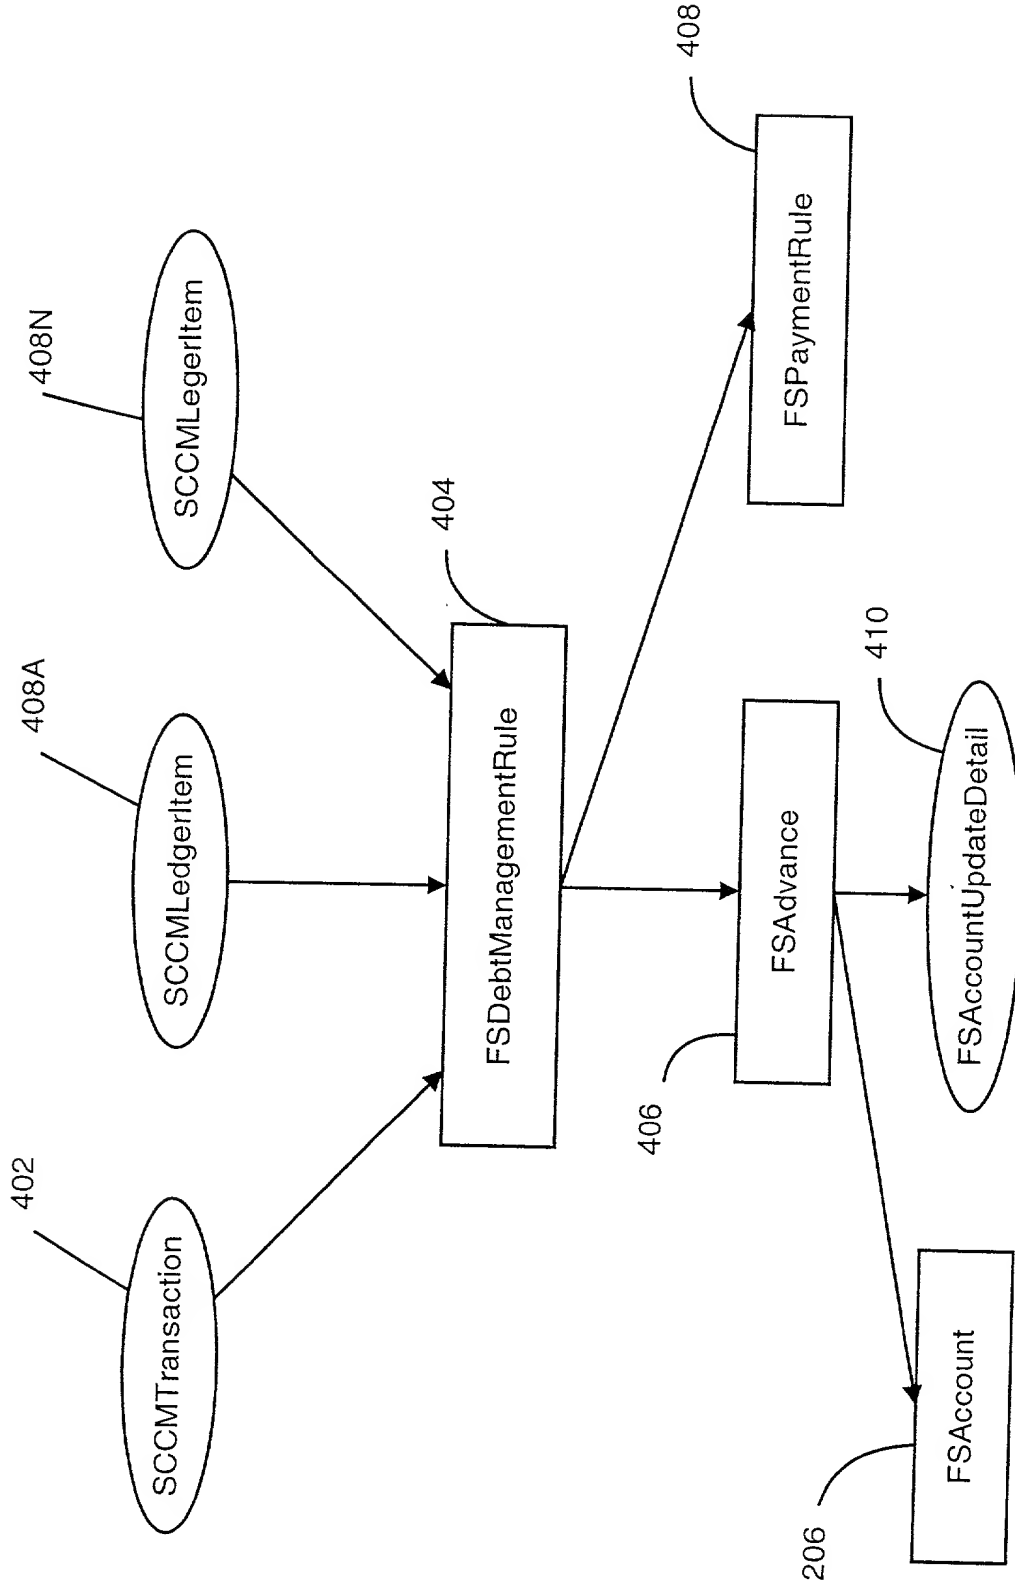 402
408A
408N
SCCMTransaction
SCCMLedgerItem
SCCMLegerItem
404
FSDebtManagementRule
408
406
FSAdvance
FSPaymentRule
410
206
FSAccount
FSAccountUpdateDetail